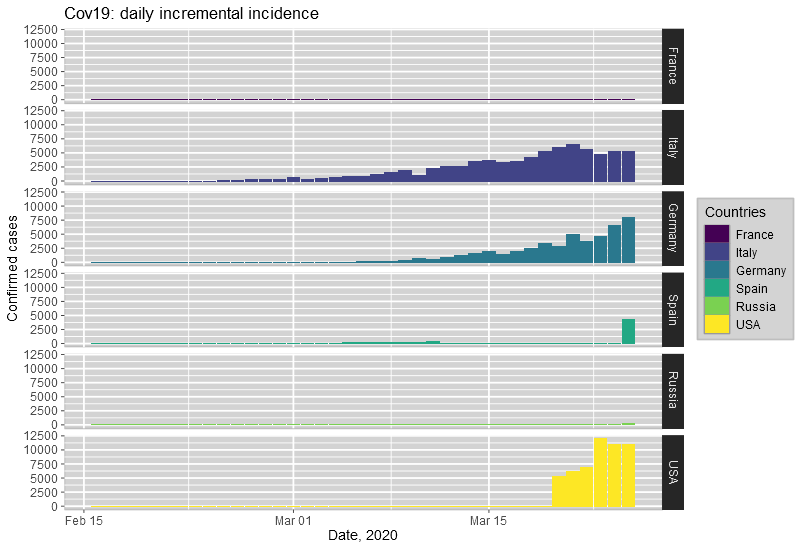 Cov19: daily incremental incidence
Confirmed cases
12500
10000
7500
5000
2500
0
France
12500
10000
7500
5000
2500
0
Italy
12500
10000
7500
5000
2500
0
Germany
12500
10000
7500
5000
2500
0
Spain
12500
10000
7500
5000
2500
0
Russia
12500
10000
7500
5000
2500
0
USA
Feb 15
Mar 01
Mar 15
Date, 2020
Countries
France
Italy
Germany
Spain
Russia
USA